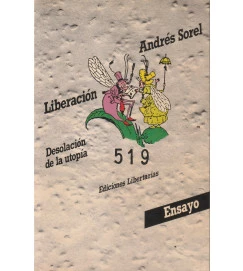 Andrés Sorel
Liberación
Desolación
de la utopía
519
Ediciones Libertarias
Ensayo